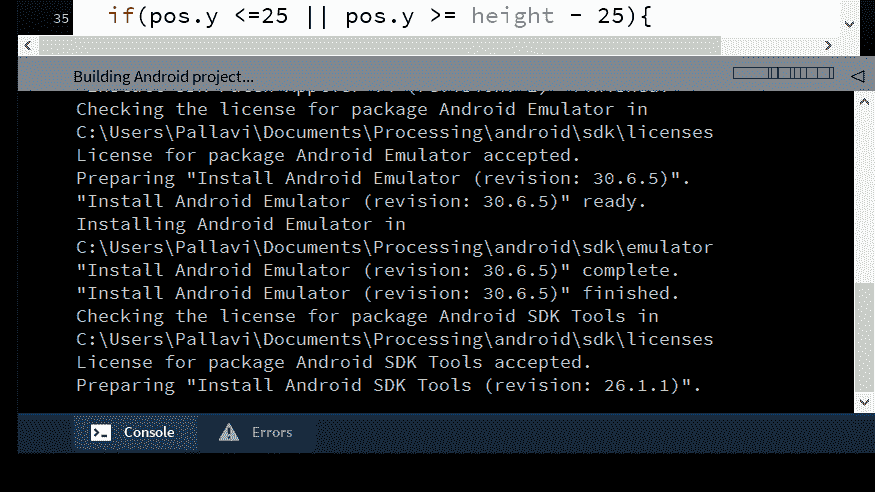 35 if(pos.y <=25 || pos.y >= height - 25){
Building Android project...
Checking the license for package Android Emulator in
C:\Users\Pallavi\Documents\Processing\android\sdk\licenses
License for package Android Emulator accepted.
Preparing "Install Android Emulator (revision: 30.6.5)".
"Install Android Emulator (revision: 30.6.5)" ready.
Installing Android Emulator in
C:\Users\Pallavi\Documents\Processing\android\sdk\emulator
"Install Android Emulator (revision: 30.6.5)" complete.
"Install Android Emulator (revision: 30.6.5)" finished.
Checking the license for package Android SDK Tools in
C:\Users\Pallavi\Documents\Processing\android\sdk\licenses
License for package Android SDK Tools accepted.
Preparing "Install Android SDK Tools (revision: 26.1.1)".
Console Errors